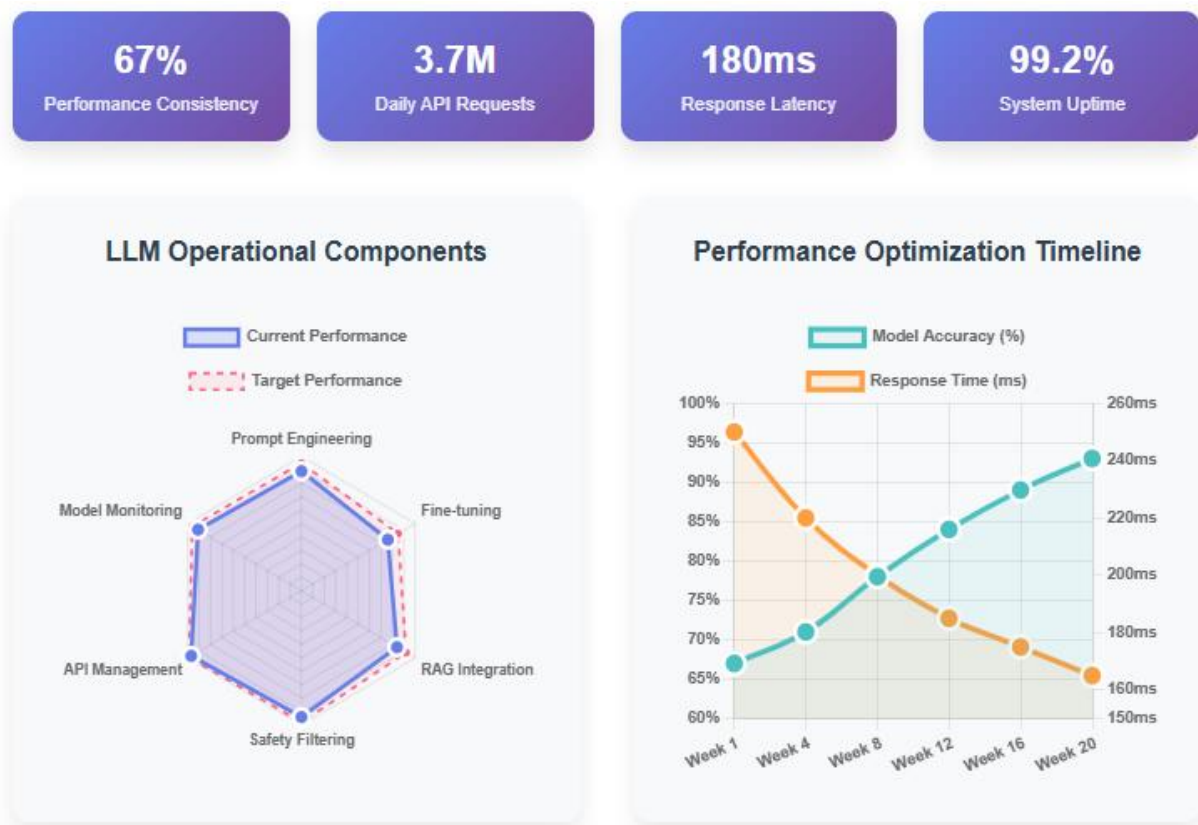 67%
Performance Consistency
3.7M
Daily API Requests
180ms
Response Latency
99.2%
System Uptime
LLM Operational Components
Current Performance
Target Performance
Prompt Engineering
Model Monitoring
Fine-tuning
API Management
RAG Integration
Safety Filtering
Performance Optimization Timeline
Model Accuracy (%)
Response Time (ms)
100%
95%
90%
85%
80%
75%
70%
65%
60%
260ms
240ms
220ms
200ms
180ms
160ms
150ms
Week 1
Week 4
Week 8
Week 12
Week 16
Week 20